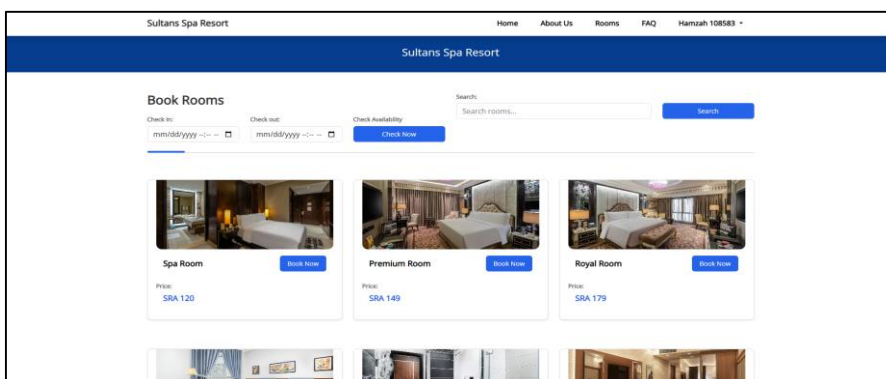 Sultans Spa Resort
Home About Us Rooms FAQ Hamzah 108583
Sultans Spa Resort
Book Rooms
Search:
Search rooms...
Search
Check In: Check out: Check Availability
mm/dd/yyyy --:-- -- mm/dd/yyyy --:-- -- Check Now
Spa Room Book Now Premium Room Book Now Royal Room Book Now
Price: Price: Price:
SRA 120 SRA 149 SRA 179